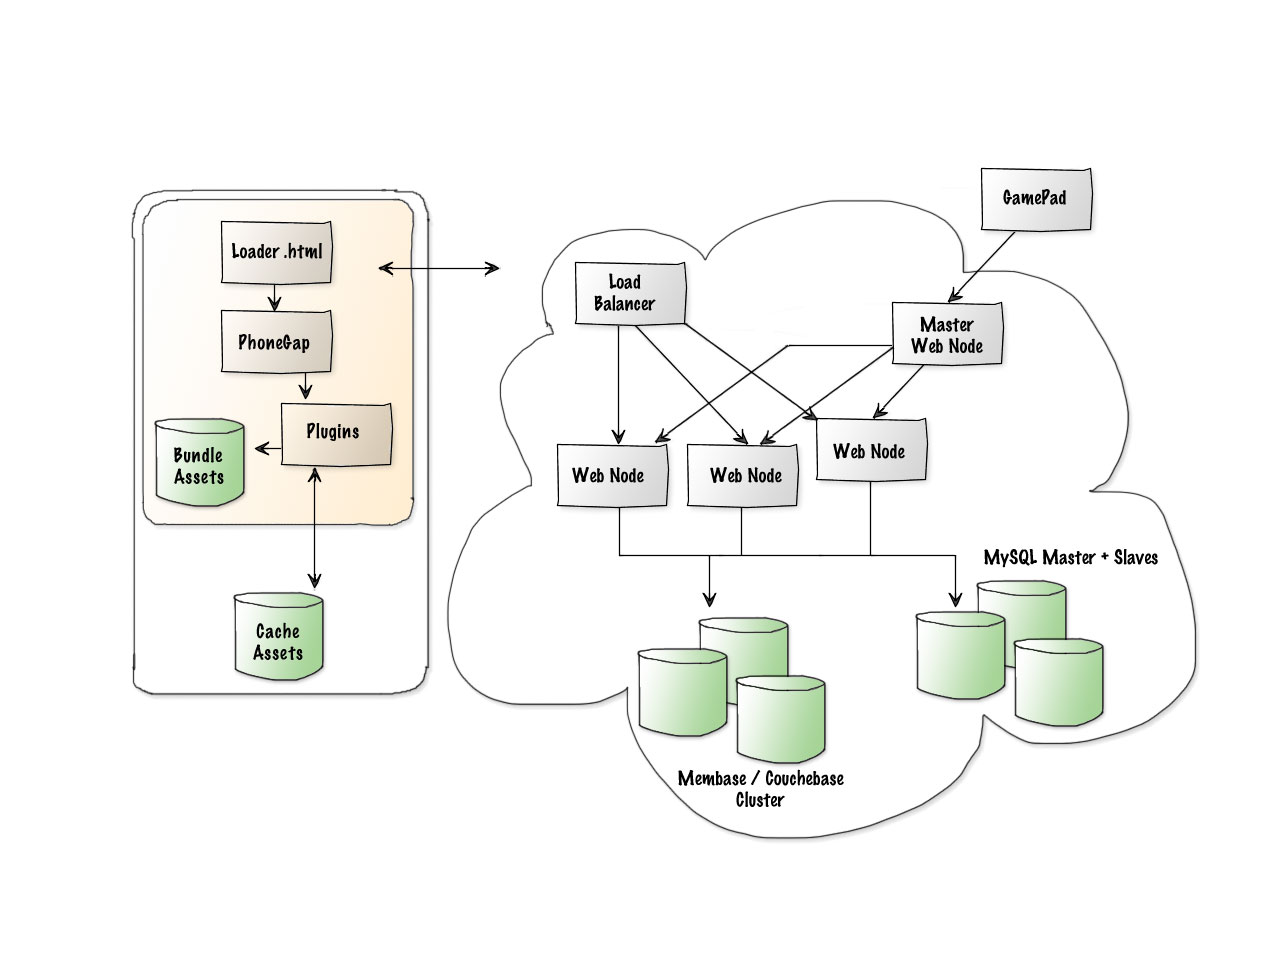 GamePad
Loader .html
Load
Balancer
Master
Web Node
PhoneGap
Plugins
Bundle
Assets
Web Node
Web Node
Web Node
MySQL Master + Slaves
Cache
Assets
Membase / Couchebase
Cluster